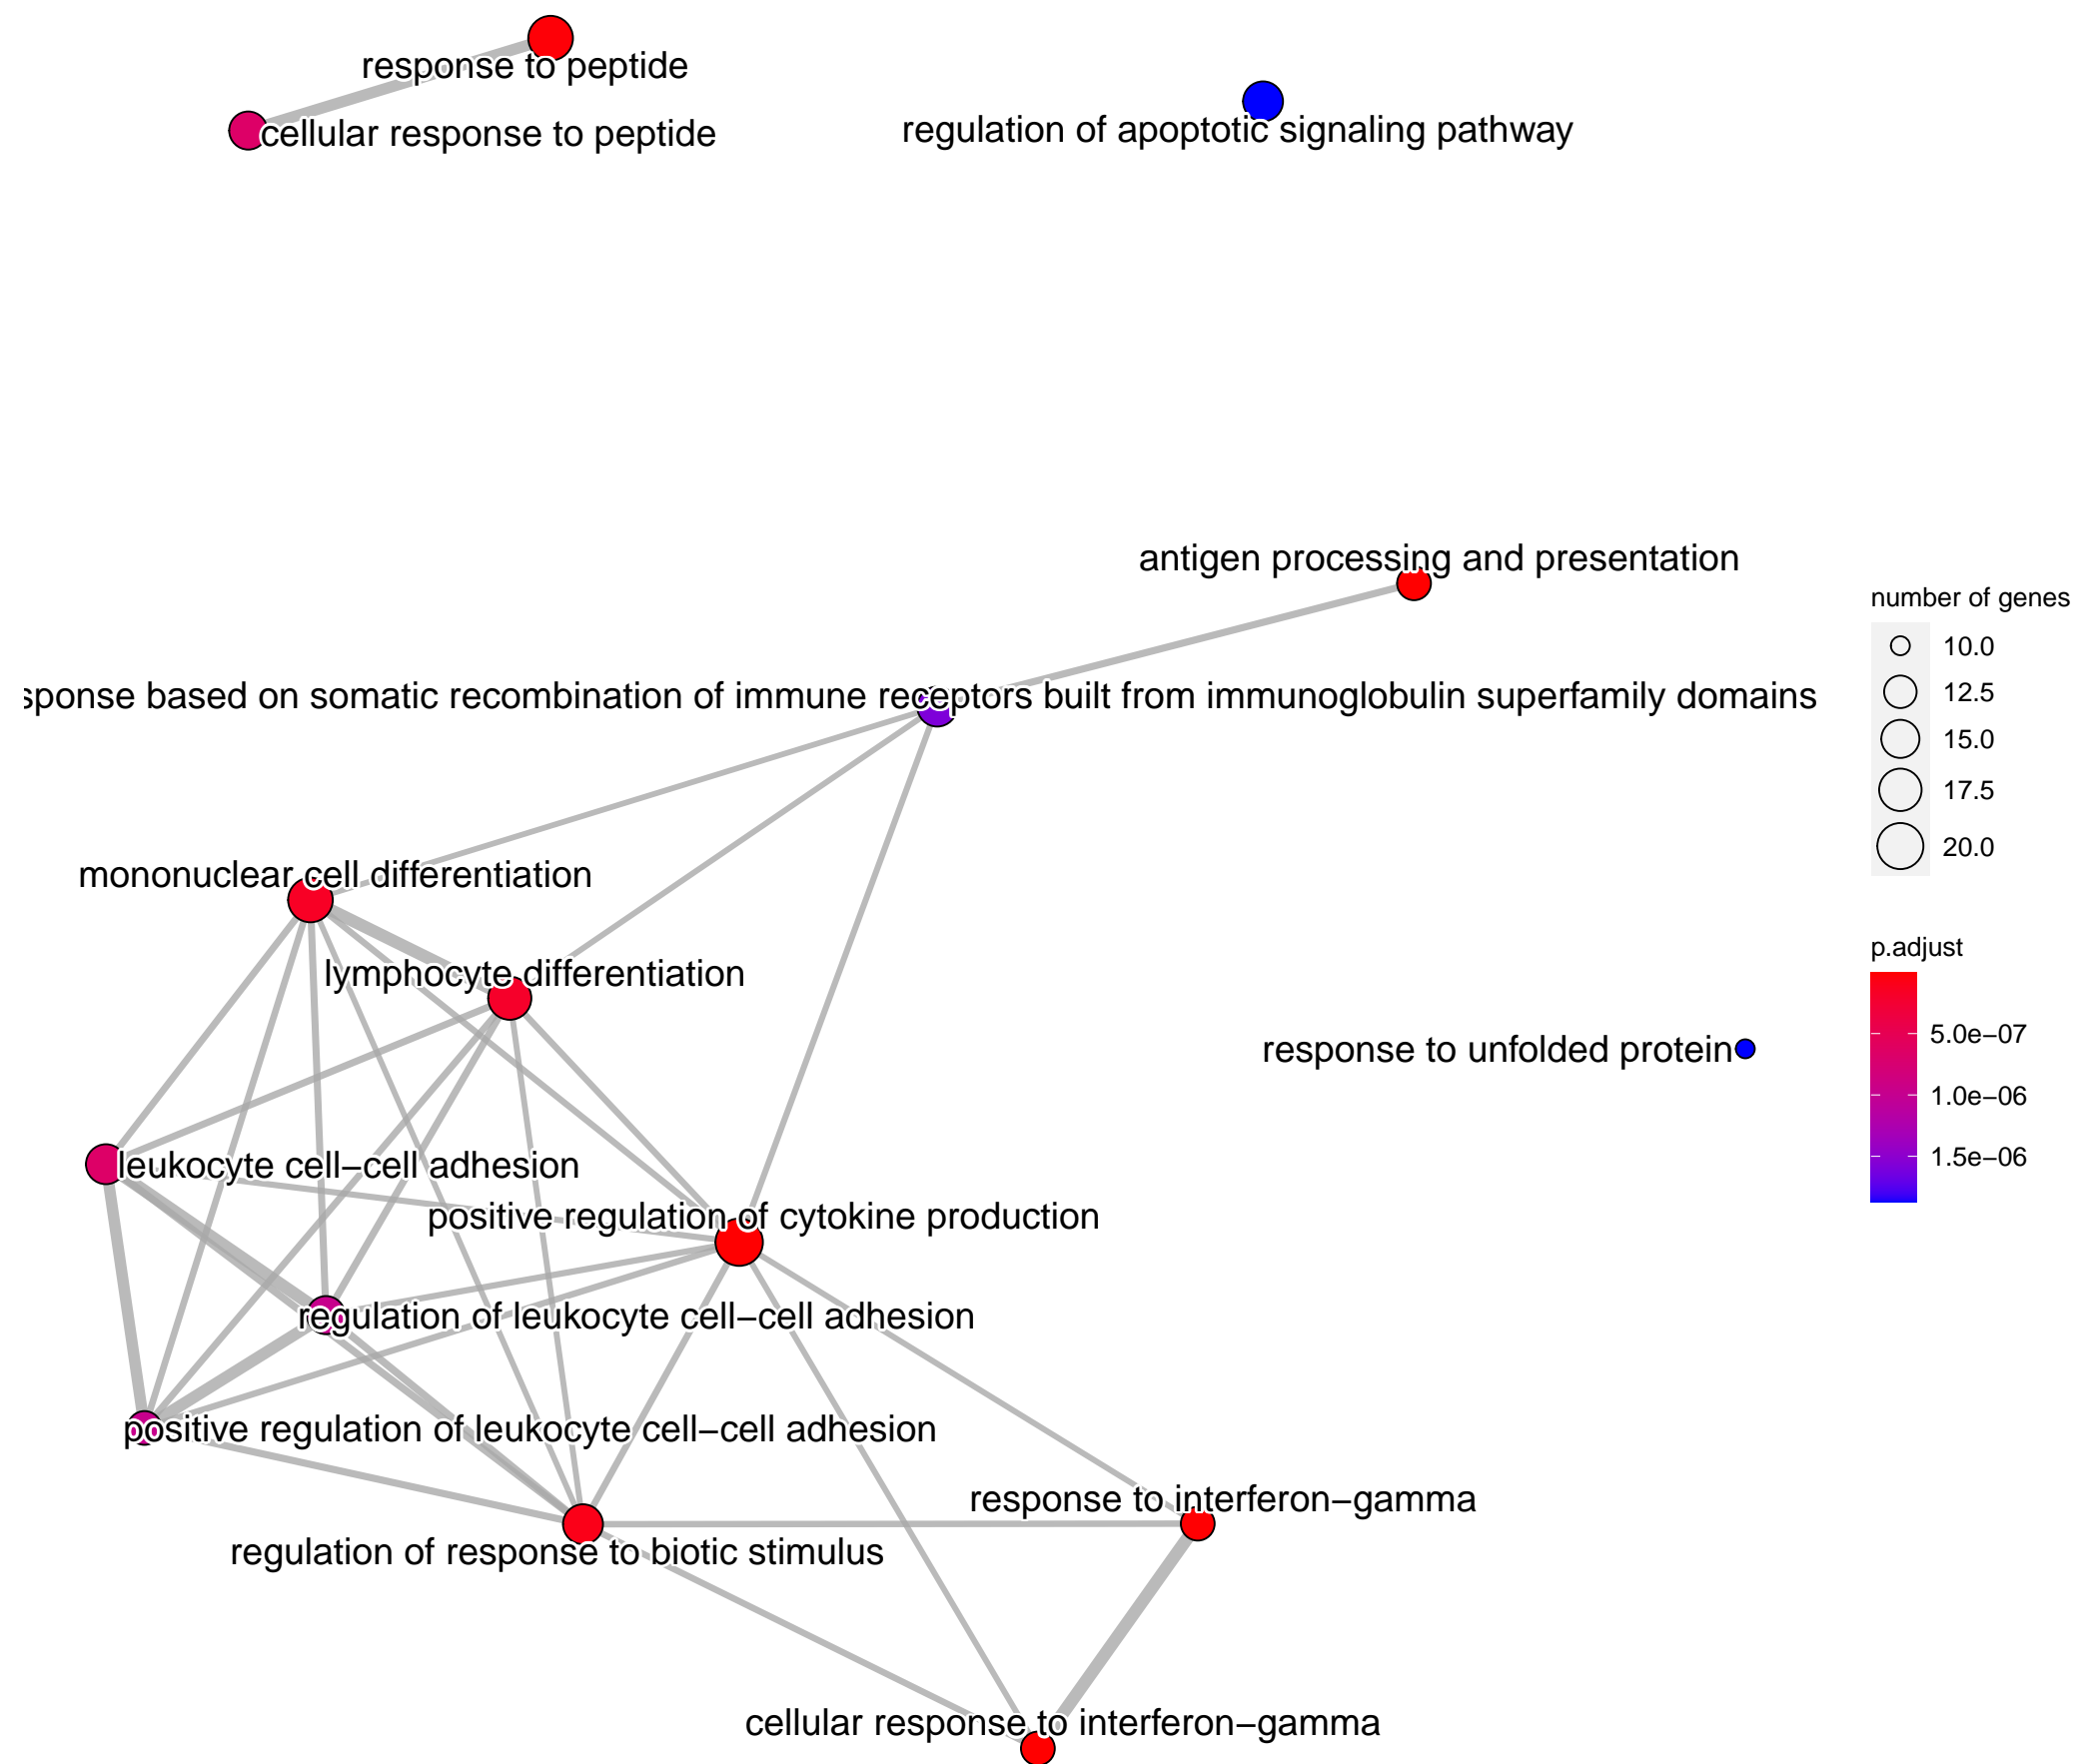 response to peptide
cellular response to peptide
regulation of apoptotic signaling pathway
antigen processing and presentation
sponse based on somatic recombination of immune receptors built from immunoglobulin superfamily domains
mononuclear cell differentiation
lymphocyte differentiation
response to unfolded protein
leukocyte cell−cell adhesion
positive regulation of cytokine production
regulation of leukocyte cell−cell adhesion
positive regulation of leukocyte cell−cell adhesion
response to interferon−gamma
regulation of response to biotic stimulus
cellular response to interferon−gamma
number of genes
10.0
12.5
15.0
17.5
20.0
p.adjust
5.0e−07
1.0e−06
1.5e−06